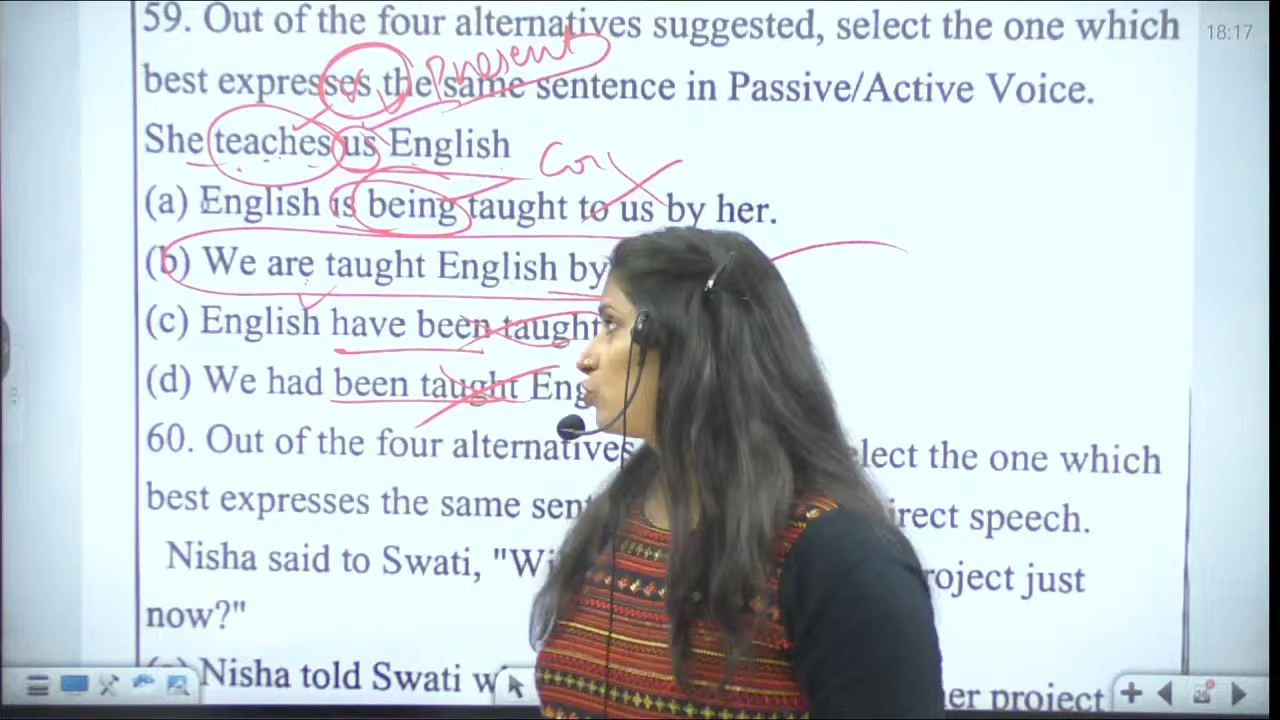 59. Out of the four alternatives suggested, select the one which
18:17
best expresses the same sentence in Passive/Active Voice.
Present
She teaches us English
Con
(a) English is being taught to us by her.
(b) We are taught English by
(c) English have been taught
(d) We had been taught Eng
60. Out of the four alternatives lect the one which
best expresses the same sen irect speech.
Nisha said to Swati, "Wi roject just
now?"
Nisha told Swati w er project